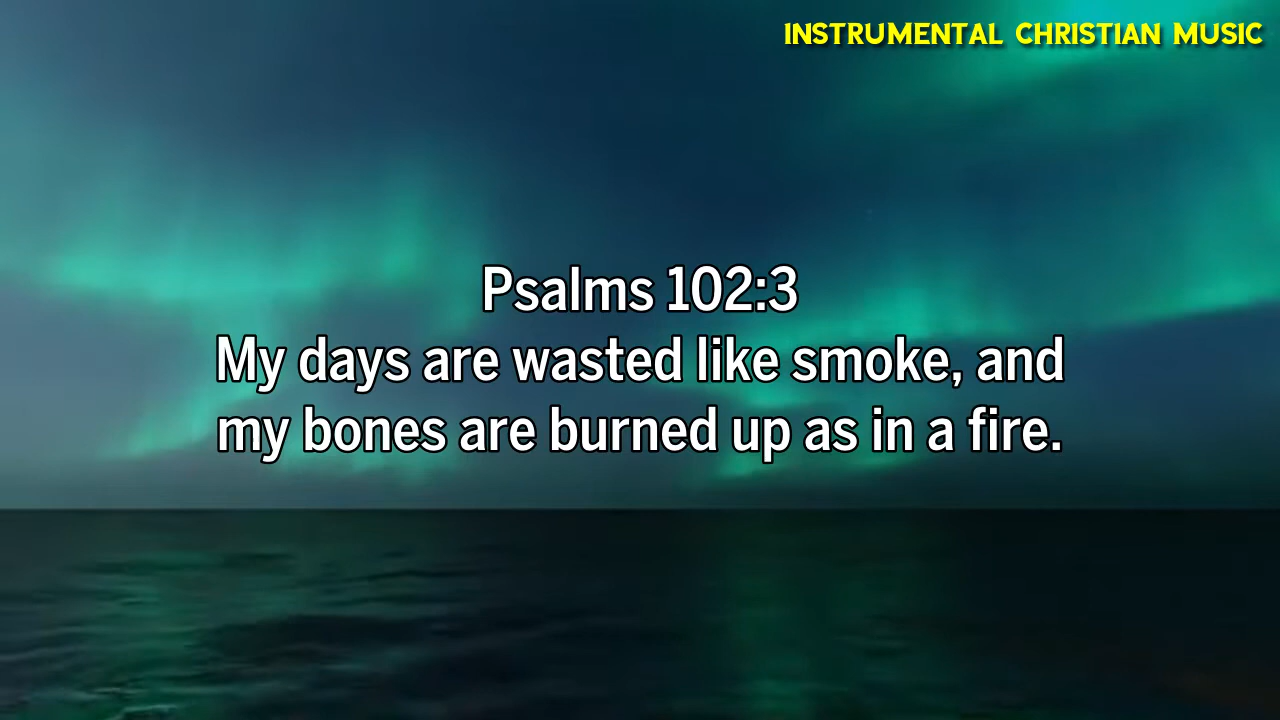 INSTRUMENTAL CHRISTIAN MUSIC
Psalms 102:3
My days are wasted like smoke, and
my bones are burned up as in a fire.